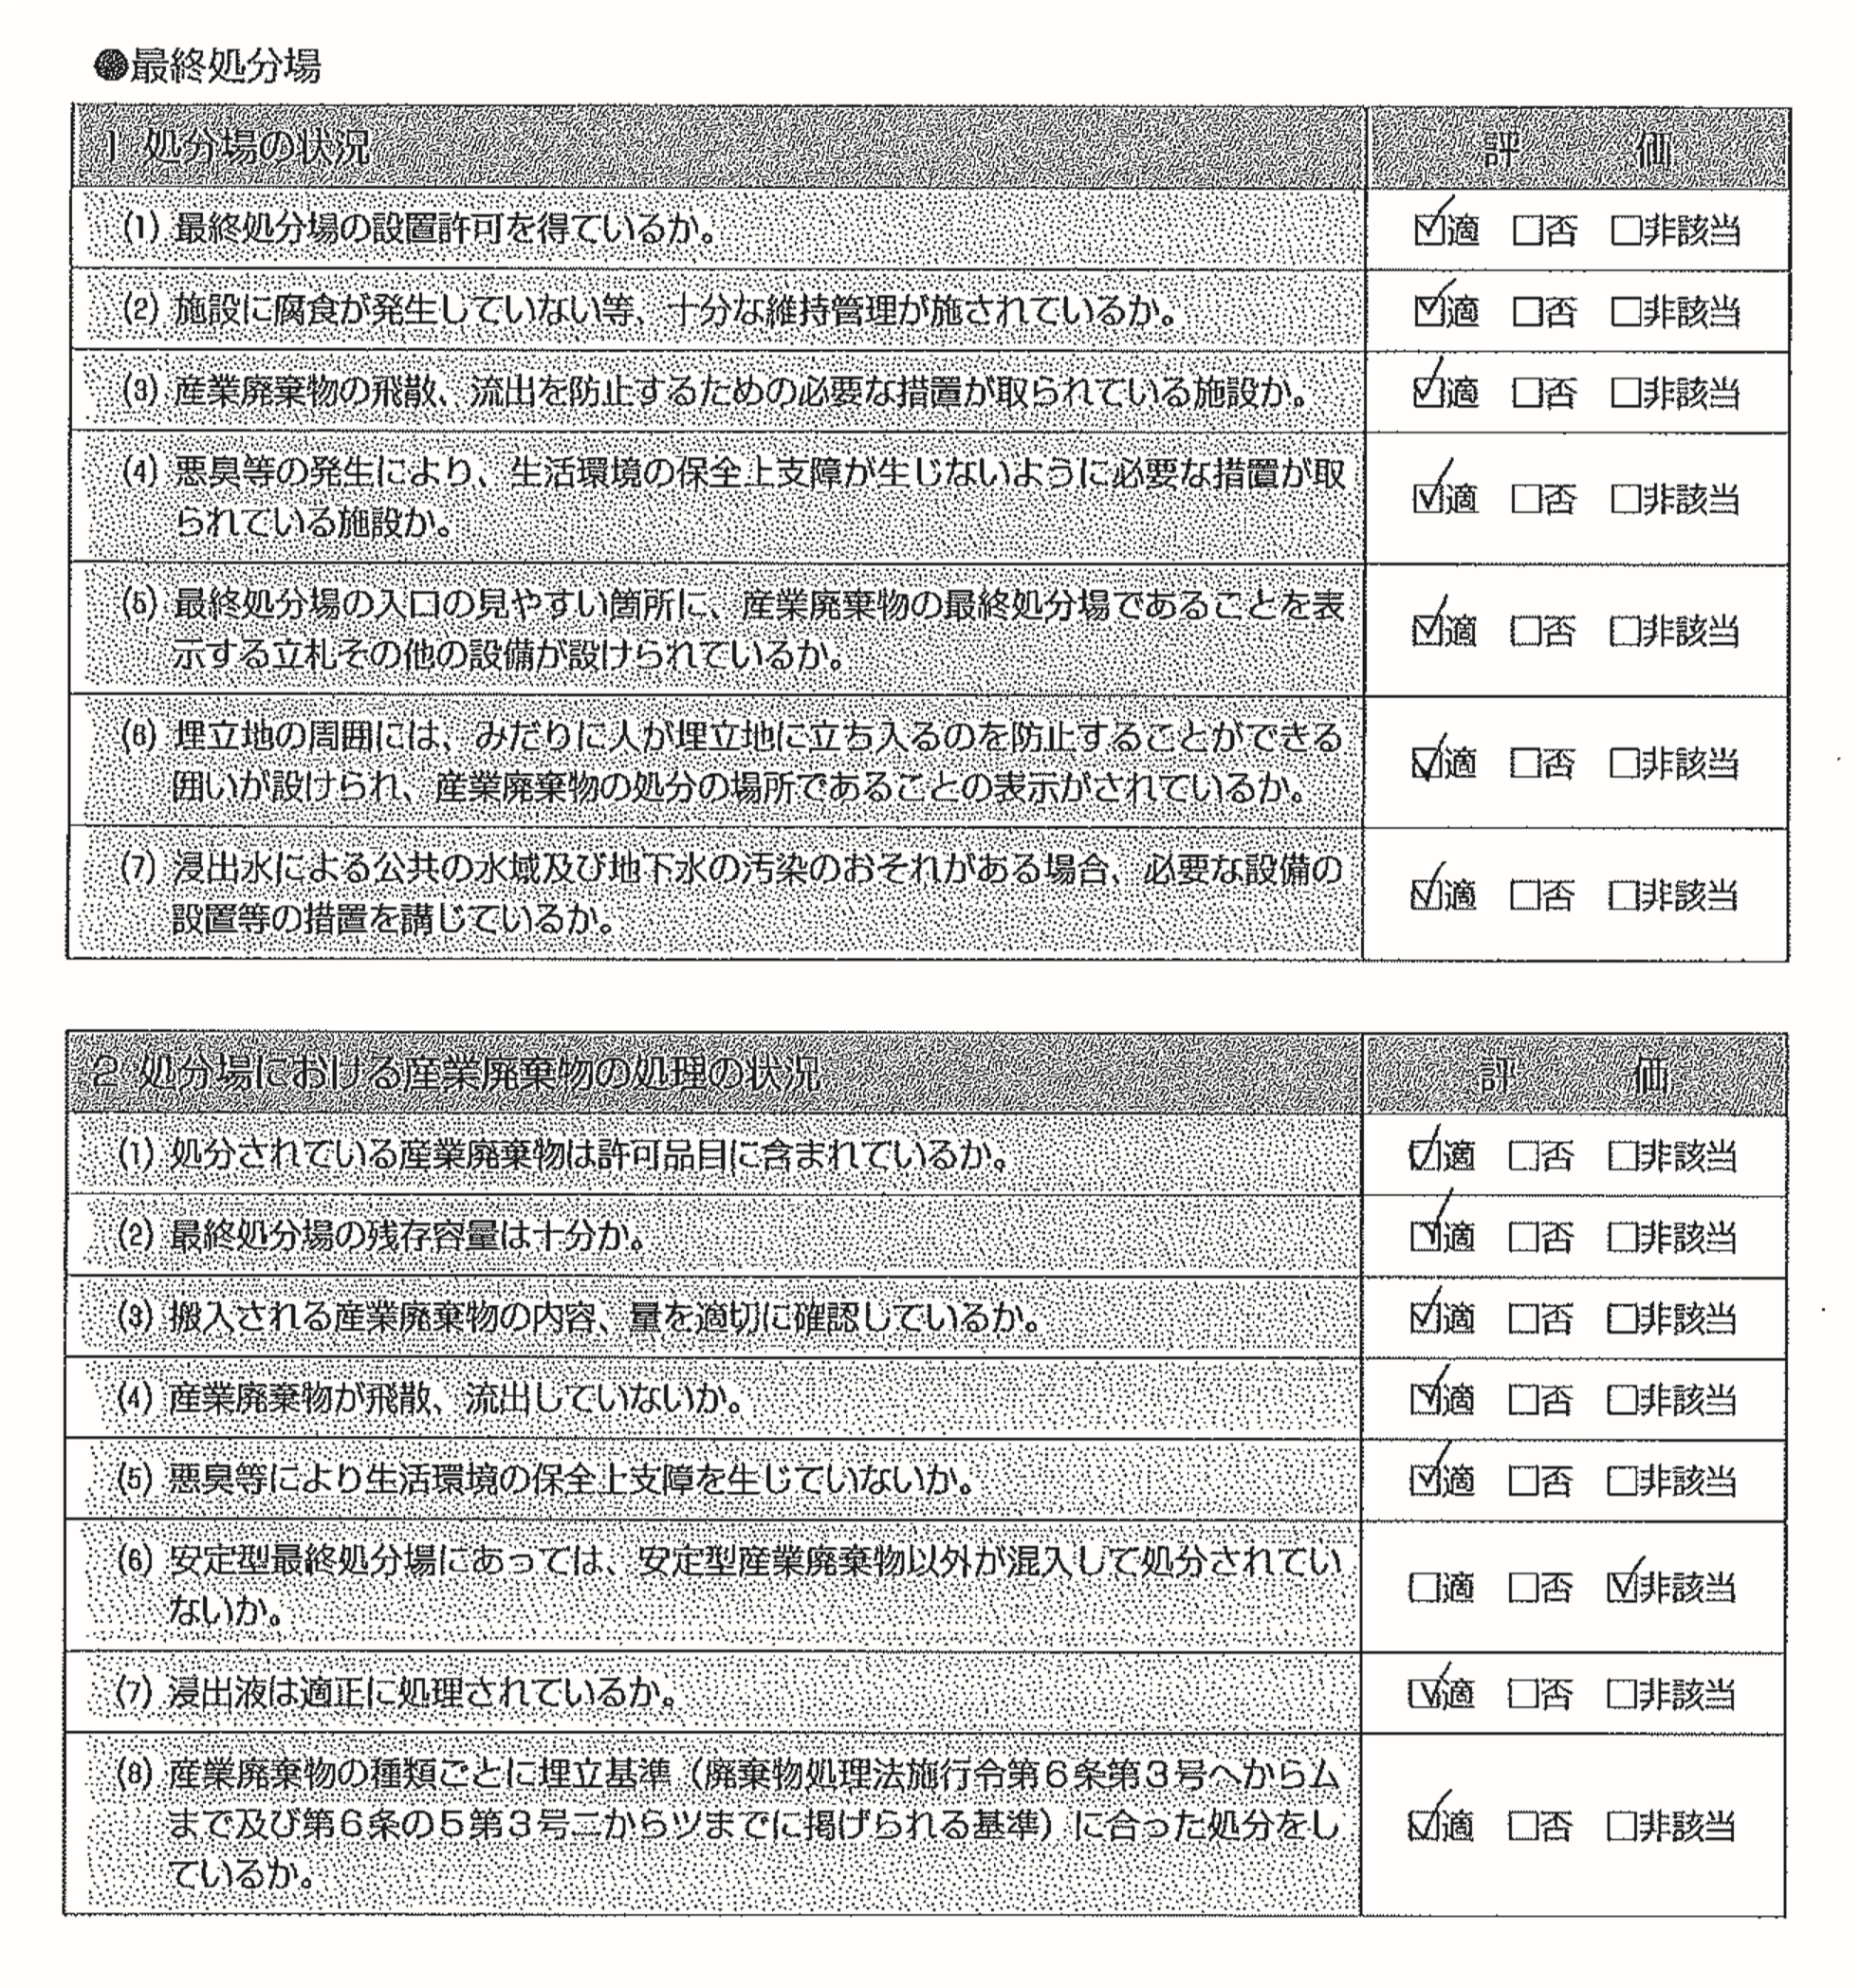 ●最終処分場
1 処分場の状況 評 価
(1) 最終処分場の設置許可を得ているか。 ☑適 □否 □非該当
(2) 施設に腐食が発生していない等、十分な維持管理が施されているか。 ☑適 □否 □非該当
(3) 産業廃棄物の飛散、流出を防止するための必要な措置が取られている施設か。 ☑適 □否 □非該当
(4) 悪臭等の発生により、生活環境の保全上支障が生じないように必要な措置が取
られている施設か。 ☑適 □否 □非該当
(5) 最終処分場の入口の見やすい箇所に、産業廃棄物の最終処分場であることを表
示する立札その他の設備が設けられているか。 ☑適 □否 □非該当
(6) 埋立地の周囲には、みだりに人が埋立地に立ち入るのを防止することができる
囲いが設けられ、産業廃棄物の処分の場所であることの表示がされているか。 ☑適 □否 □非該当
(7) 浸出水による公共の水域及び地下水の汚染のおそれがある場合、必要な設備の
設置等の措置を講じているか。 ☑適 □否 □非該当
2 処分場における産業廃棄物の処理の状況 評 価
(1) 処分されている産業廃棄物は許可品目に含まれているか。 ☑適 □否 □非該当
(2) 最終処分場の残存容量は十分か。 ☑適 □否 □非該当
(3) 搬入される産業廃棄物の内容、量を適切に確認しているか。 ☑適 □否 □非該当
(4) 産業廃棄物が飛散、流出していないか。 ☑適 □否 □非該当
(5) 悪臭等により生活環境の保全上支障を生じていないか。 ☑適 □否 □非該当
(6) 安定型最終処分場にあっては、安定型産業廃棄物以外が混入して処分されてい
ないか。 □適 □否 ☑非該当
(7) 浸出液は適正に処理されているか。 ☑適 □否 □非該当
(8) 産業廃棄物の種類ごとに埋立基準(廃棄物処理法施行令第6条第3号ヘからム
まで及び第6条の5第3号ニからツまでに掲げられる基準)に合った処分をし
ているか。 ☑適 □否 □非該当